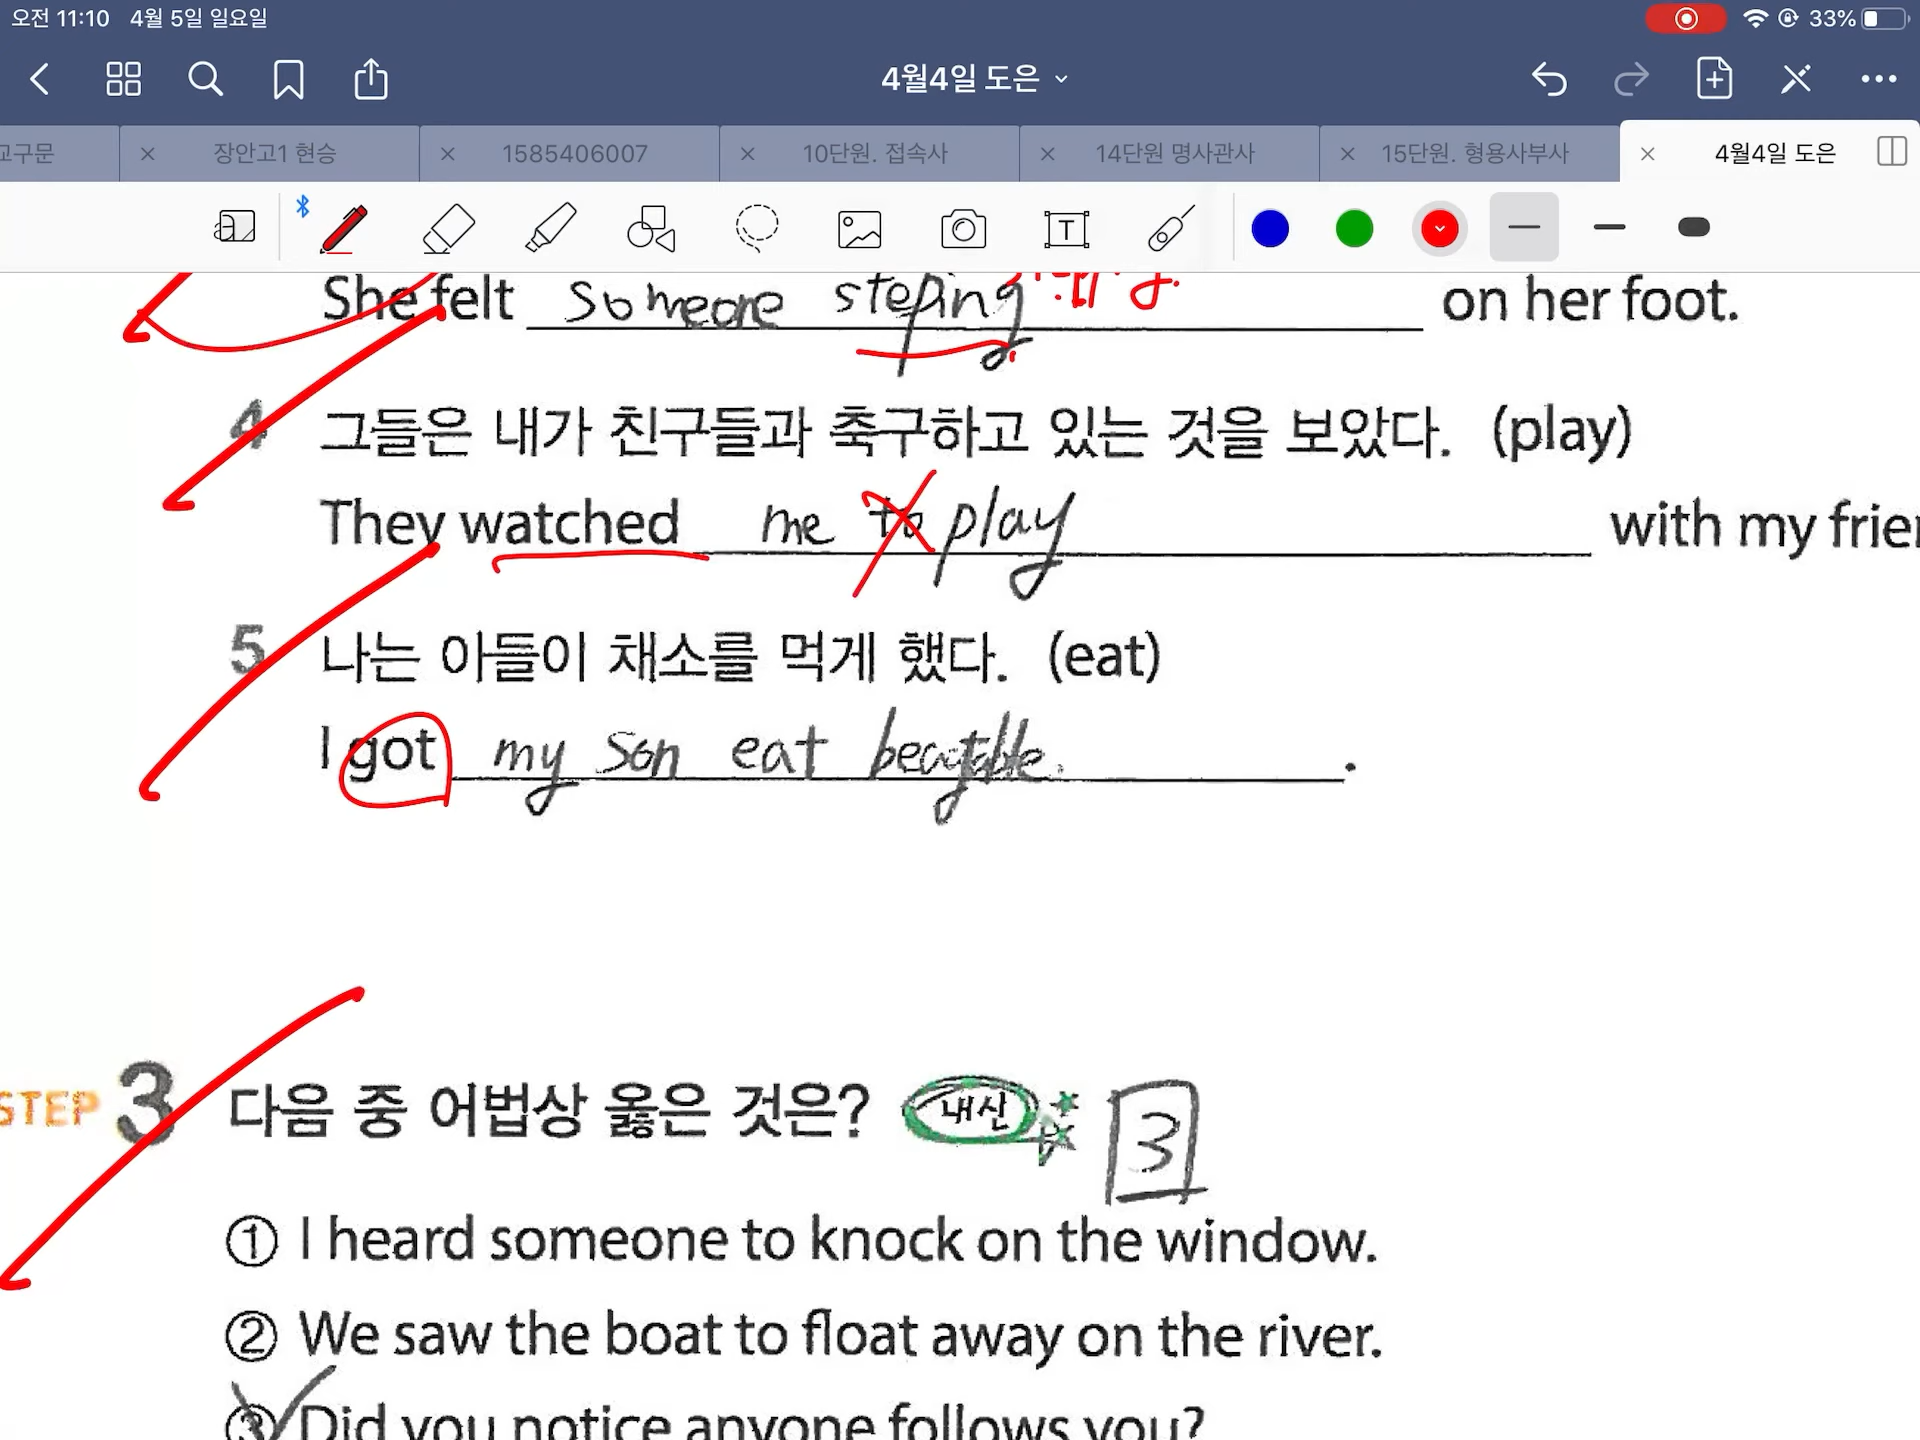 오전 11:10 4월 5일 일요일 33%
4월4일 도은
교구문 장안고1 현승 1585406007 10단원. 접속사 14단원 명사관사 15단원. 형용사부사 4월4일 도은
She felt someone steping on her foot.
4 그들은 내가 친구들과 축구하고 있는 것을 보았다. (play)
They watched me to play with my frie
5 나는 아들이 채소를 먹게 했다. (eat)
I got my son eat .
STEP 3 다음 중 어법상 옳은 것은? 내신 3
① I heard someone to knock on the window.
② We saw the boat to float away on the river.
③ Did you notice anyone follows you?